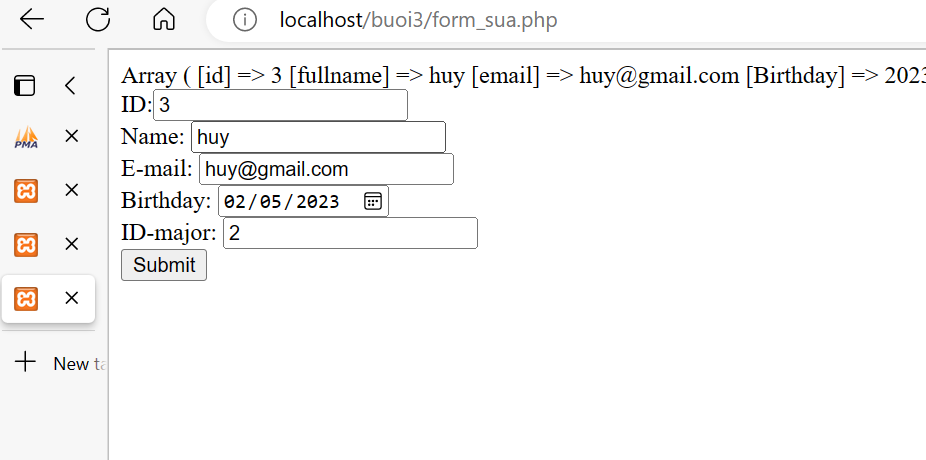 localhost/buoi3/form_sua.php
Array ( [id] => 3 [fullname] => huy [email] => huy@gmail.com [Birthday] => 2023
ID: 3
PMA
Name: huy
E-mail: huy@gmail.com
Birthday: 02/05/2023
ID-major: 2
Submit
New ta